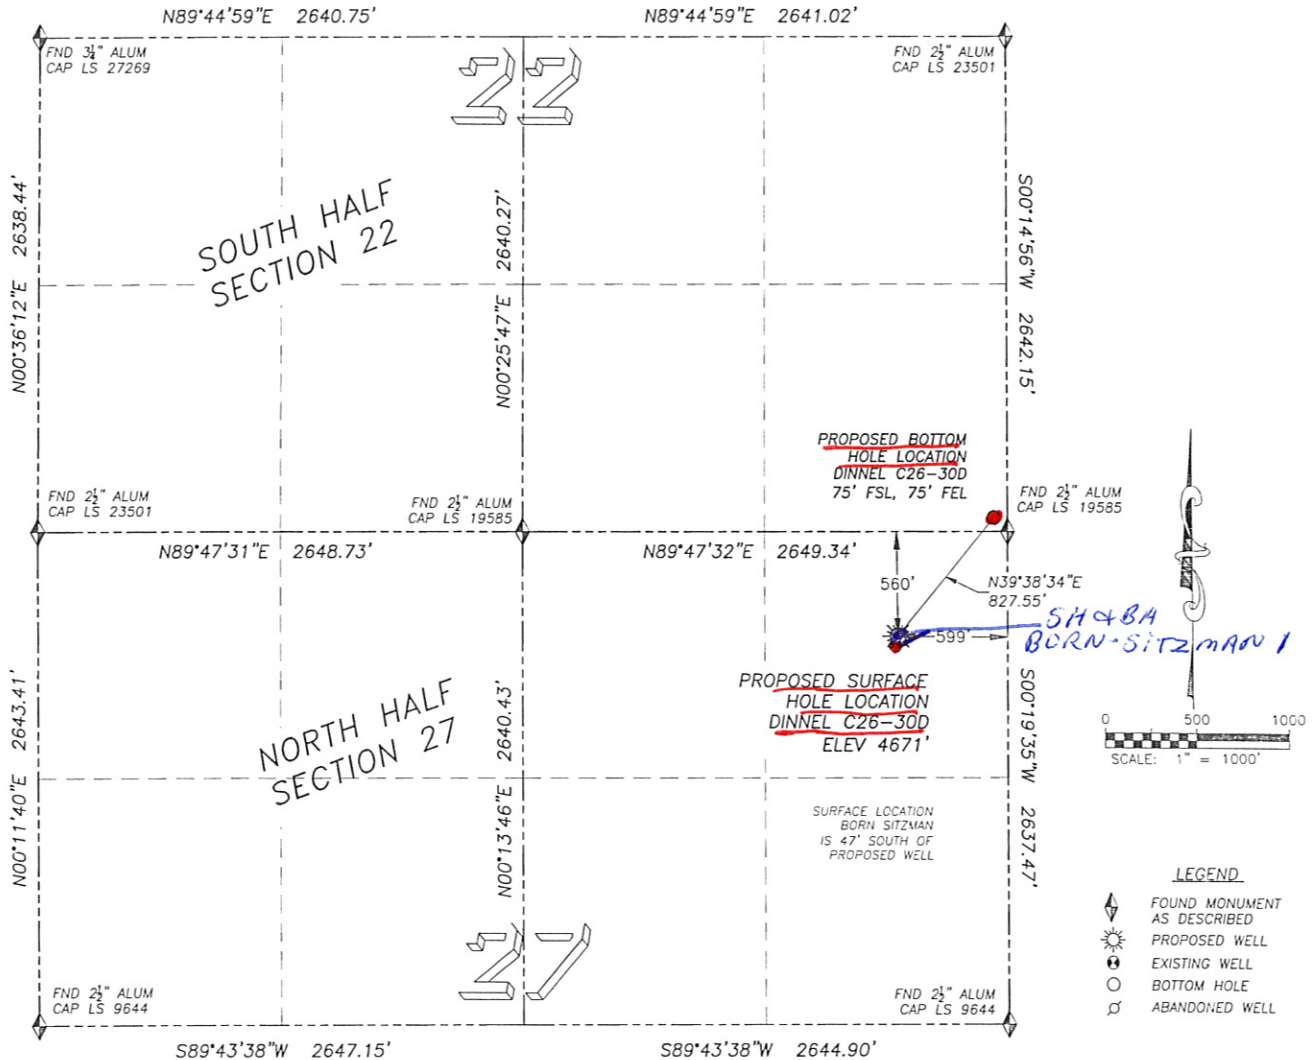 N89°44'59"E 2640.75'
N89°44'59"E 2641.02'
FND 3¼" ALUM
CAP LS 27269
FND 2½" ALUM
CAP LS 23501
22
N00°36'12"E 2638.44'
SOUTH HALF
SECTION 22
N00°25'47"E 2640.27'
S00°14'56"W 2642.15'
PROPOSED BOTTOM
HOLE LOCATION
DINNEL C26-30D
75' FSL, 75' FEL
FND 2½" ALUM
CAP LS 23501
FND 2½" ALUM
CAP LS 19585
FND 2½" ALUM
CAP LS 19585
N89°47'31"E 2648.73'
N89°47'32"E 2649.34'
560'
N39°38'34"E
827.55'
599'
SH & BH
BORN-SITZMAN 1
PROPOSED SURFACE
HOLE LOCATION
DINNEL C26-30D
ELEV 4671'
N00°11'40"E 2643.41'
NORTH HALF
SECTION 27
N00°13'46"E 2640.43'
S00°19'35"W 2637.47'
0 500 1000
SCALE: 1" = 1000'
SURFACE LOCATION
BORN SITZMAN
IS 47' SOUTH OF
PROPOSED WELL
27
FND 2½" ALUM
CAP LS 9644
FND 2½" ALUM
CAP LS 9644
S89°43'38"W 2647.15'
S89°43'38"W 2644.90'
LEGEND
FOUND MONUMENT
AS DESCRIBED
PROPOSED WELL
EXISTING WELL
BOTTOM HOLE
ABANDONED WELL